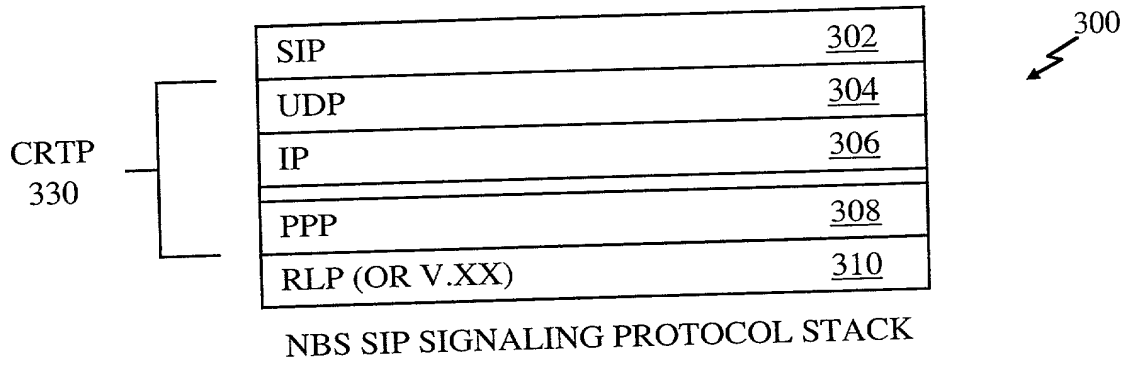 300
SIP 302
UDP 304
CRTP
330
IP 306
PPP 308
RLP (OR V.XX) 310
NBS SIP SIGNALING PROTOCOL STACK